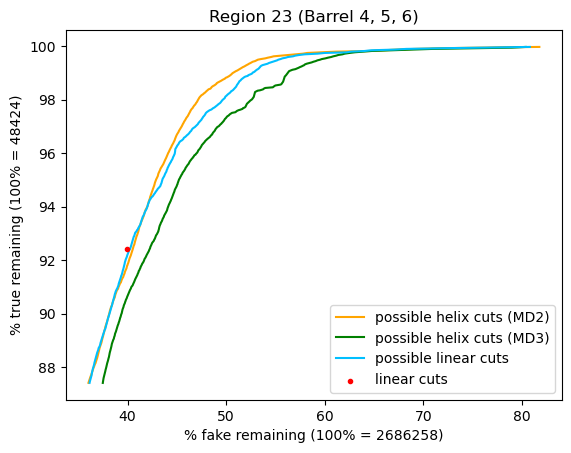 Region 23 (Barrel 4, 5, 6)
% true remaining (100% = 48424)
100
98
96
94
92
90
88
possible helix cuts (MD2)
possible helix cuts (MD3)
possible linear cuts
linear cuts
40 50 60 70 80
% fake remaining (100% = 2686258)